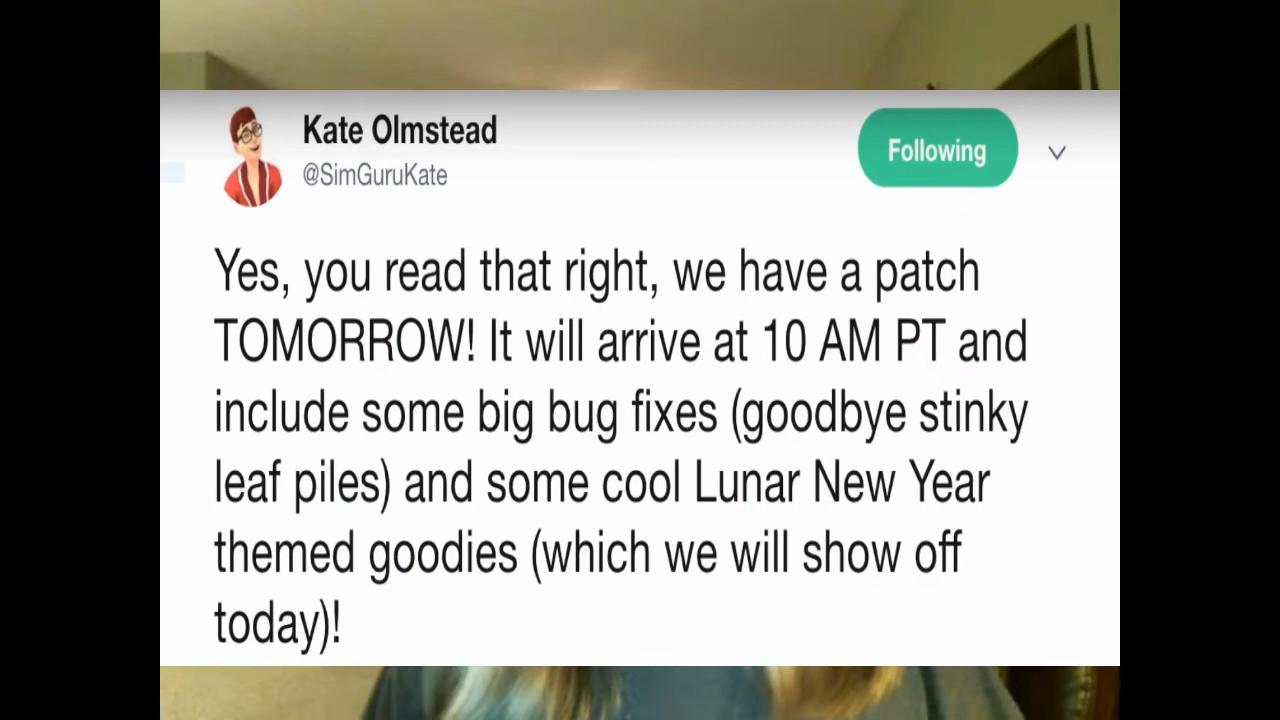 Kate Olmstead
Following
@SimGuruKate
Yes, you read that right, we have a patch
TOMORROW! It will arrive at 10 AM PT and
include some big bug fixes (goodbye stinky
leaf piles) and some cool Lunar New Year
themed goodies (which we will show off
today)!